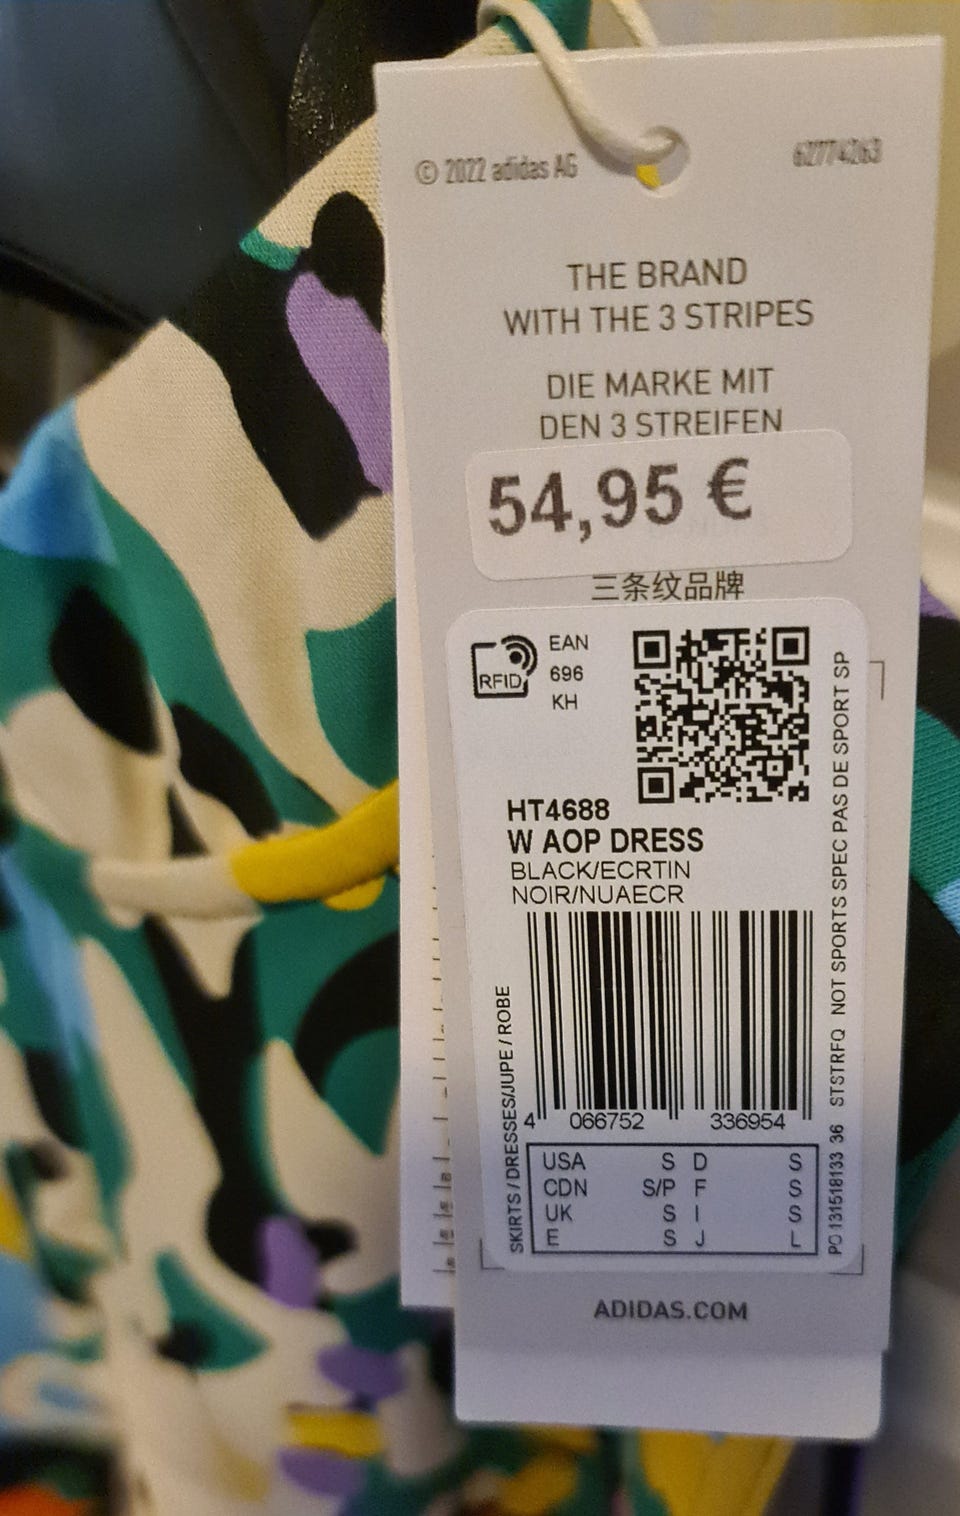 © 2022 adidas AG
62774263
THE BRAND
WITH THE 3 STRIPES
DIE MARKE MIT
DEN 3 STREIFEN
54,95 €
三条纹品牌
RFID
EAN
696
KH
HT4688
W AOP DRESS
BLACK/ECRTIN
NOIR/NUAECR
4 066752 336954
USA S D S
CDN S/P F S
UK S I S
E S J L
SKIRTS / DRESSES/JUPE / ROBE
PO 131518133 36 STSTRFQ NOT SPORTS SPEC PAS DE SPORT SP
ADIDAS.COM